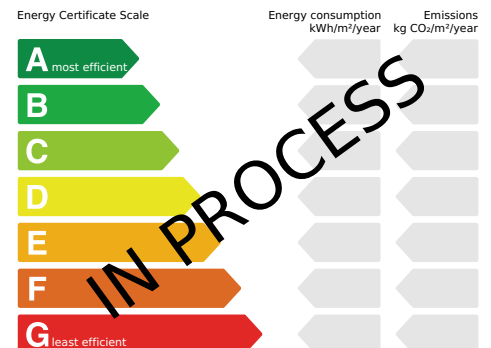 Energy Certificate Scale
Energy consumption
kWh/m²/year
Emissions
kg CO₂/m²/year
A most efficient
B
C
D
E
F
G least efficient
IN PROCESS